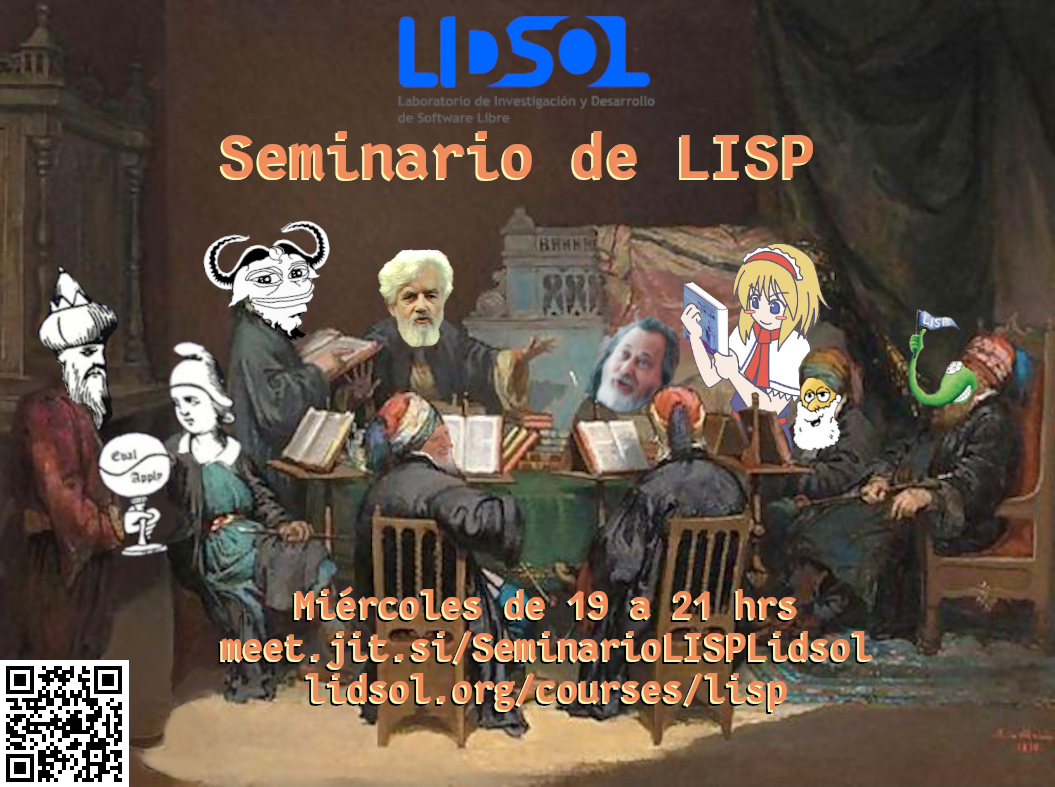 LIDSOL
Laboratorio de Investigación y Desarrollo
de Software LIbre
Seminario de LISP
LISP
Eval
Apply
Miércoles de 19 a 21 hrs
meet.jit.si/SeminarioLISPLidsol
lidsol.org/courses/lisp